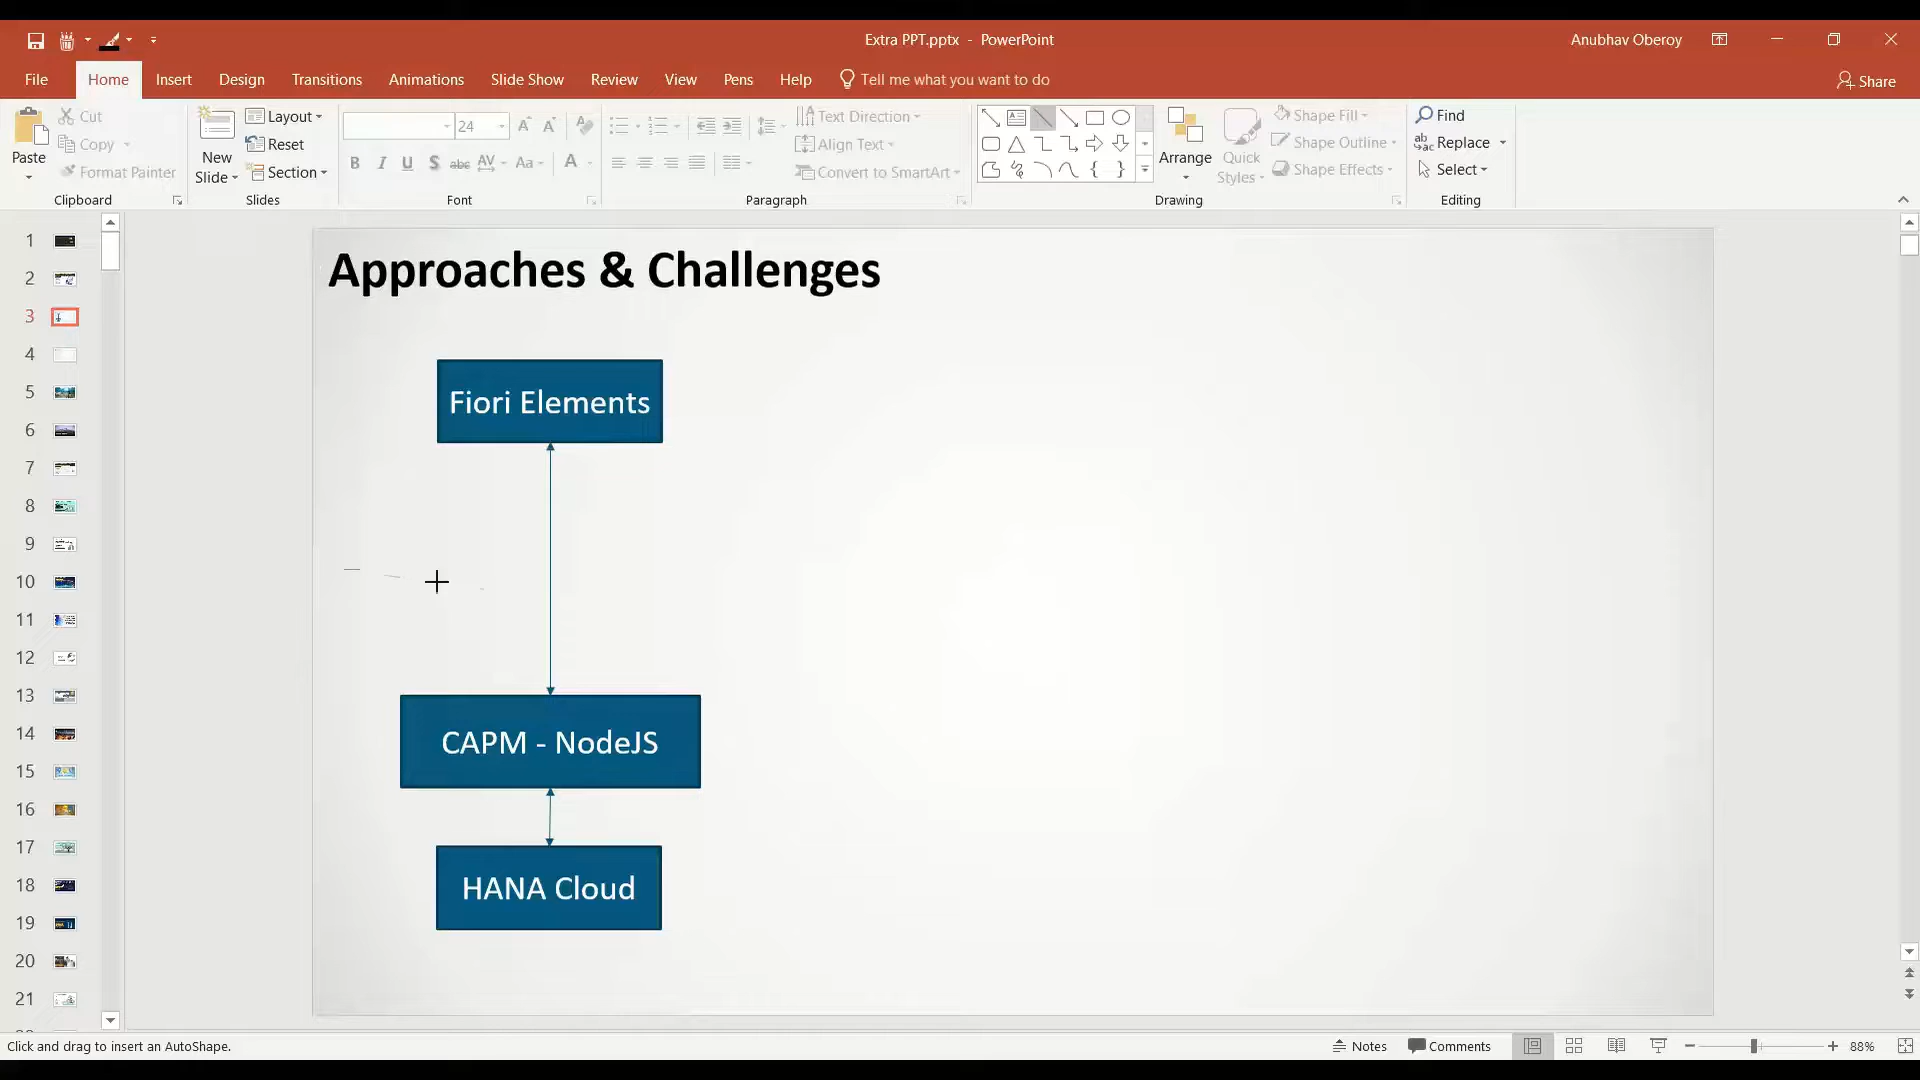 Extra PPT.pptx - PowerPoint
Anubhav Oberoy
File Home Insert Design Transitions Animations Slide Show Review View Pens Help Tell me what you want to do
Share
Paste
Cut
Copy
Format Painter
Clipboard
New
Slide
Layout
Reset
Section
Slides
24
B I U S abc AV Aa A
Font
Text Direction
Align Text
Convert to SmartArt
Paragraph
Arrange
Quick
Styles
Shape Fill
Shape Outline
Shape Effects
Drawing
Find
Replace
Select
Editing
1
2
3
4
5
6
7
8
9
10
11
12
13
14
15
16
17
18
19
20
21
Approaches & Challenges
Fiori Elements
CAPM - NodeJS
HANA Cloud
Click and drag to insert an AutoShape.
Notes
Comments
88%